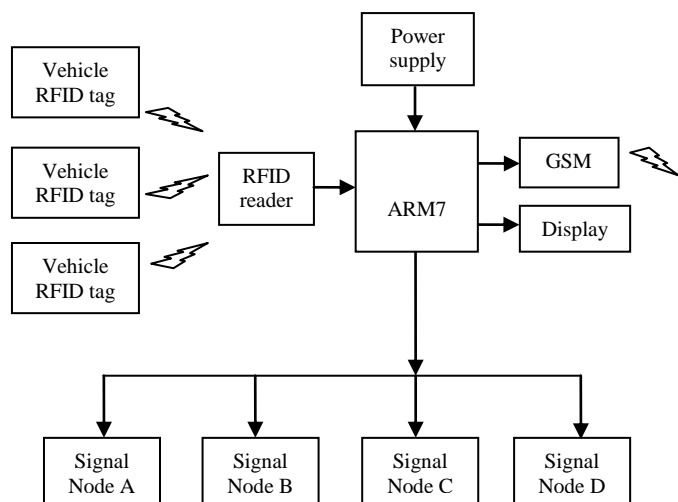 Vehicle
RFID tag
Power
supply
Vehicle
RFID tag
RFID
reader
ARM7
GSM
Display
Vehicle
RFID tag
Signal
Node A
Signal
Node B
Signal
Node C
Signal
Node D